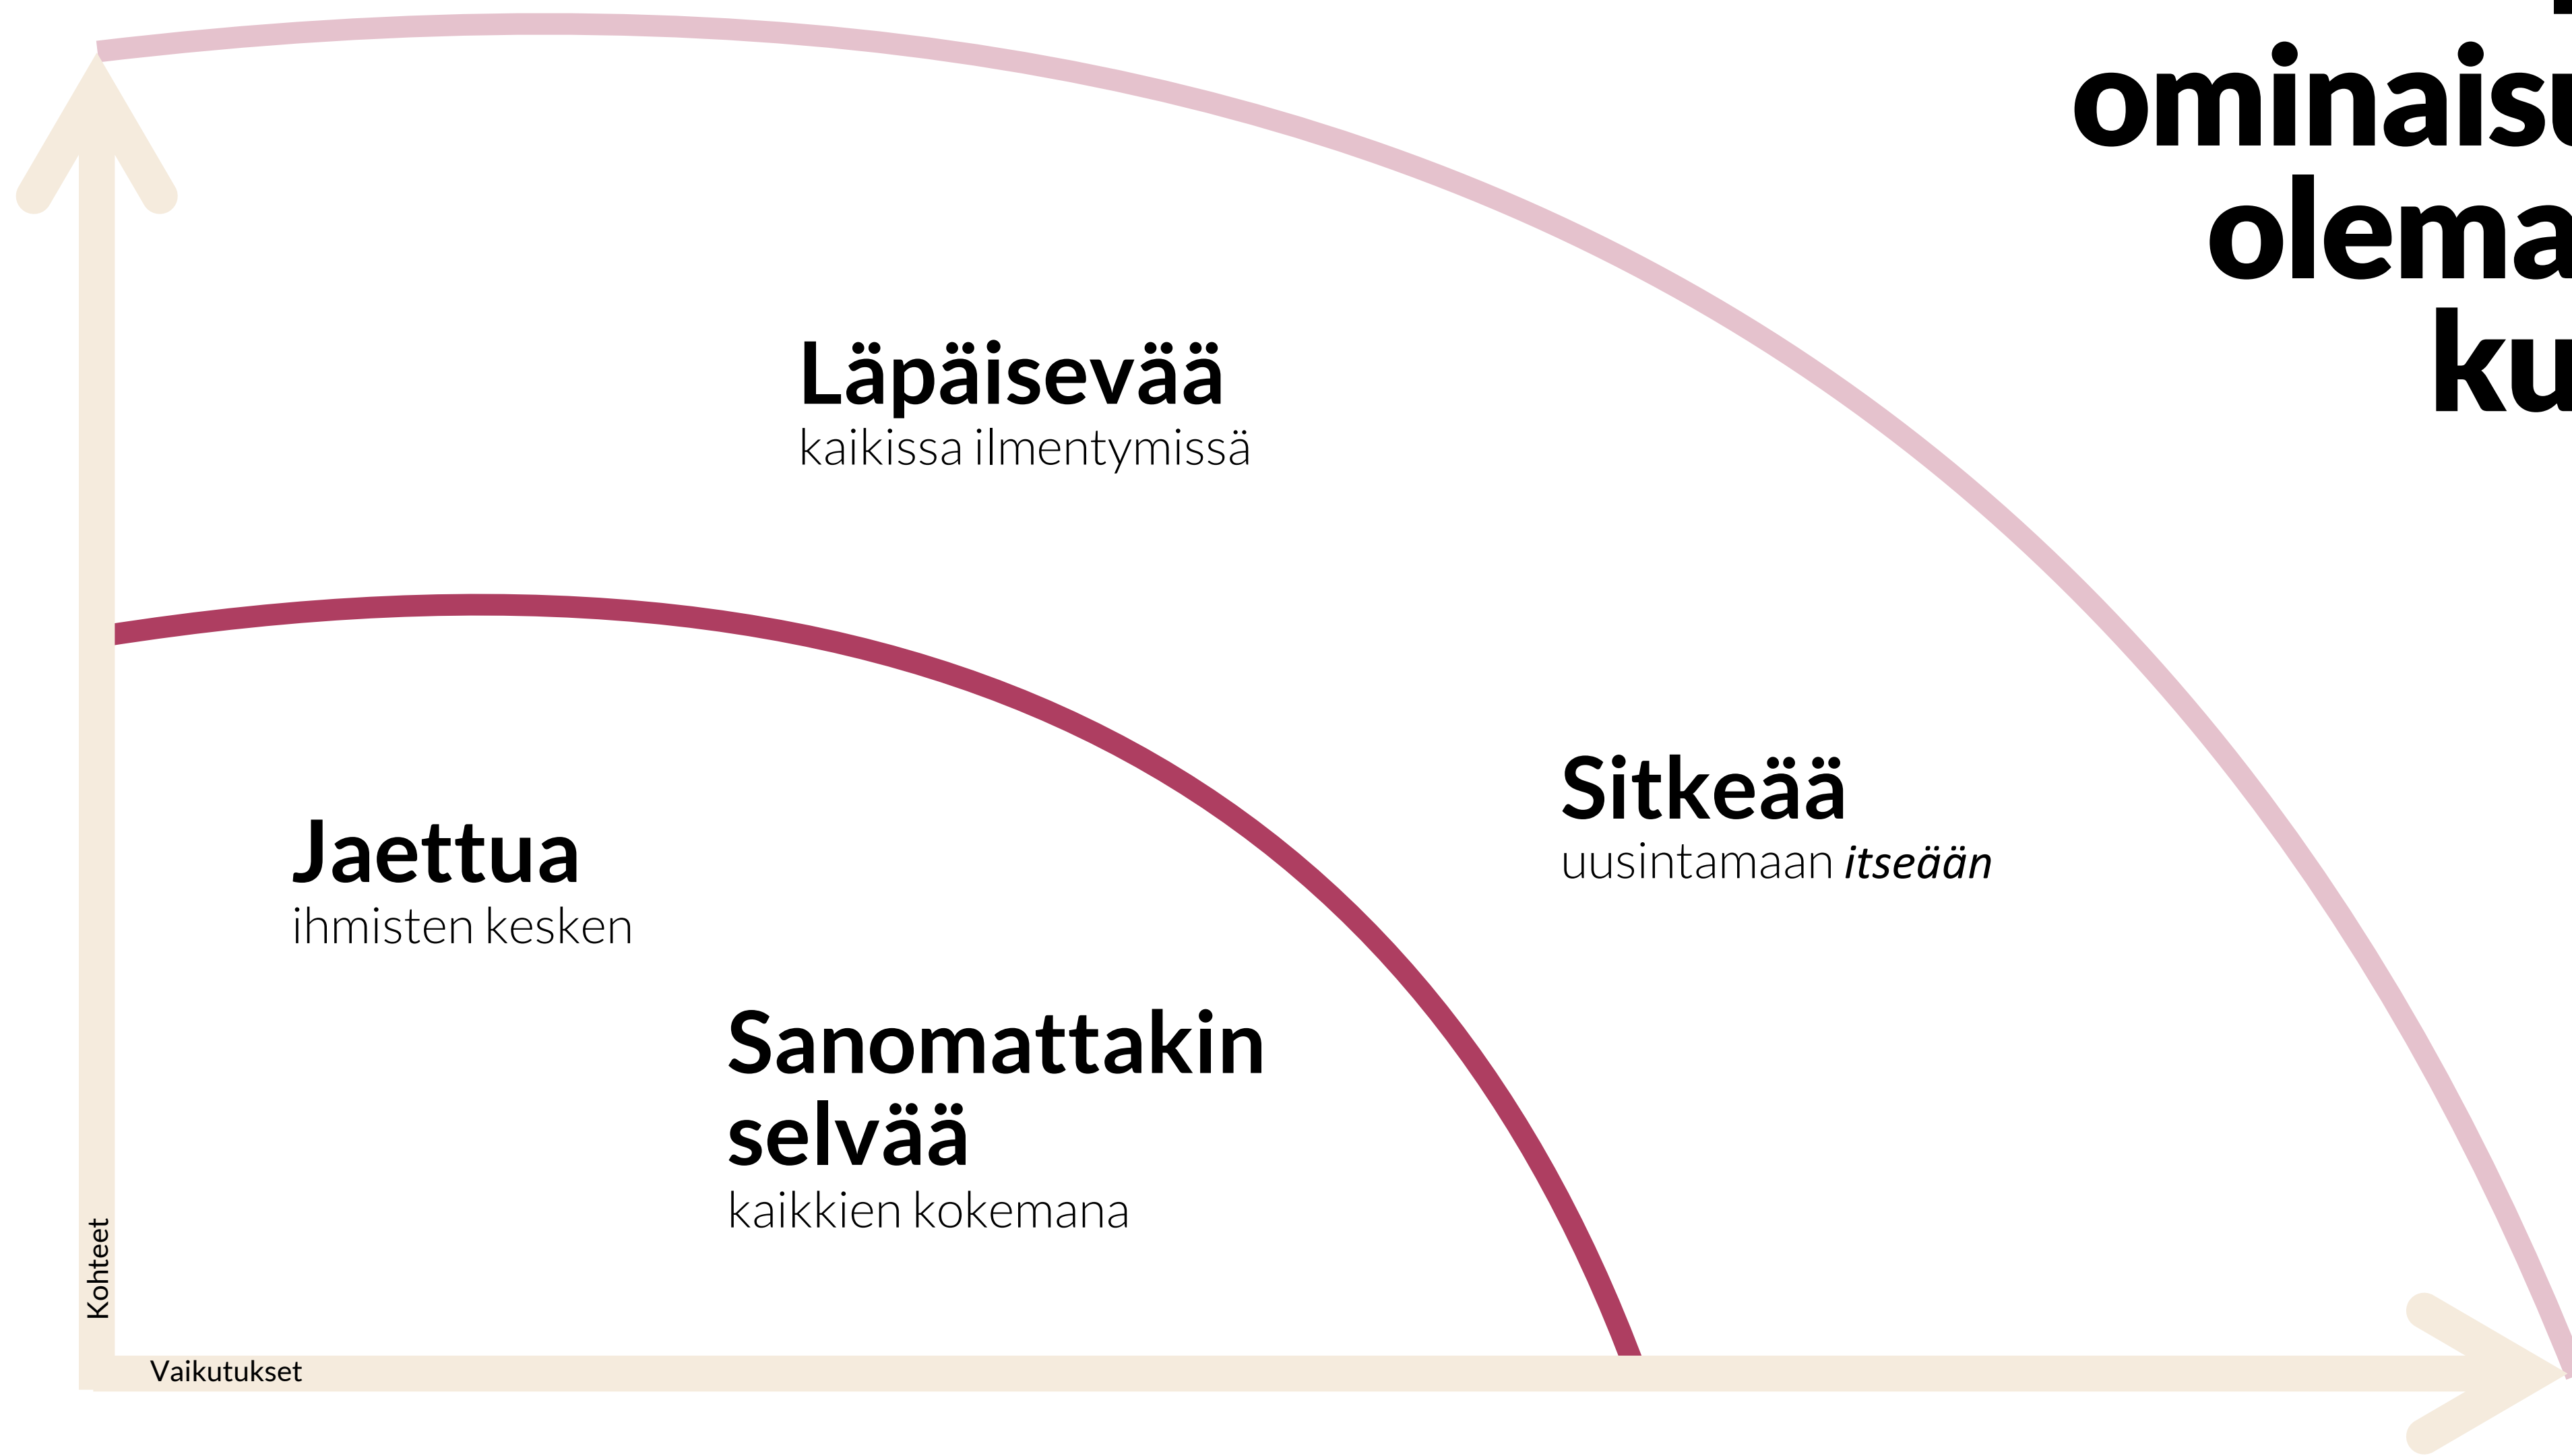 Läpäisevää
kaikissa ilmentymissä
Sitkeää
uusintamaan itseään
Jaettua
ihmisten kesken
Sanomattakin
selvää
kaikkien kokemana
Kohteet
Vaikutukset